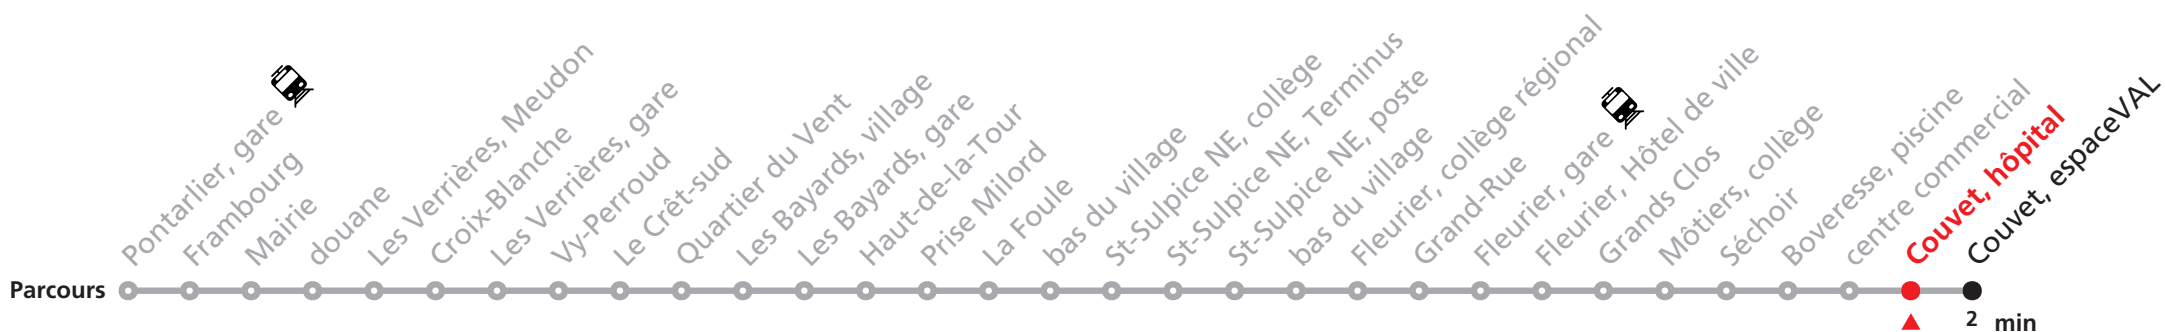 Pontarlier, gare
Frambourg
Mairie
douane
Les Verrières, Meudon
Croix-Blanche
Les Verrières, gare
Vy-Perroud
Le Crêt-sud
Quartier du Vent
Les Bayards, village
Les Bayards, gare
Haut-de-la-Tour
Prise Milord
La Foule
bas du village
St-Sulpice NE, collège
St-Sulpice NE, Terminus
St-Sulpice NE, poste
bas du village
Fleurier, collège régional
Grand-Rue
Fleurier, gare
Fleurier, Hôtel de ville
Grands Clos
Môtiers, collège
Séchoir
Boveresse, piscine
centre commercial
Couvet, hôpital
Couvet, espaceVAL
Parcours
2 min